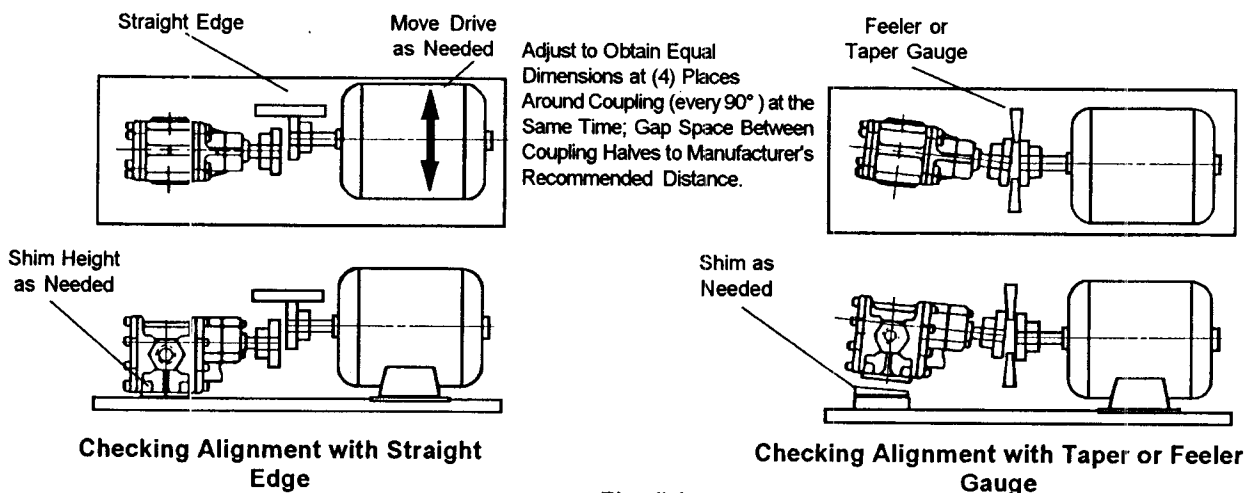 Straight Edge
Move Drive
as Needed
Adjust to Obtain Equal
Dimensions at (4) Places
Around Coupling (every 90° ) at the
Same Time; Gap Space Between
Coupling Halves to Manufacturer's
Recommended Distance.
Feeler or
Taper Gauge
Shim Height
as Needed
Shim as
Needed
Checking Alignment with Straight
Edge
Checking Alignment with Taper or Feeler
Gauge